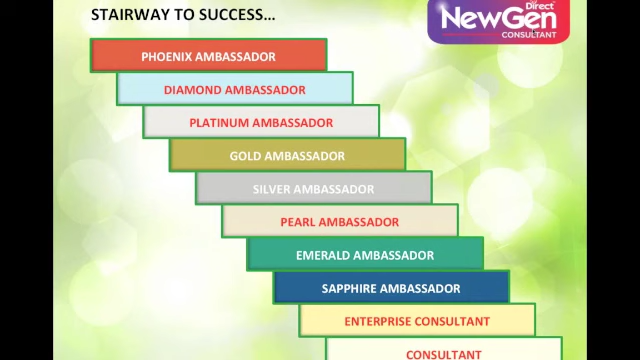 STAIRWAY TO SUCCESS...
Direct
NewGen
CONSULTANT
PHOENIX AMBASSADOR
DIAMOND AMBASSADOR
PLATINUM AMBASSADOR
GOLD AMBASSADOR
SILVER AMBASSADOR
PEARL AMBASSADOR
EMERALD AMBASSADOR
SAPPHIRE AMBASSADOR
ENTERPRISE CONSULTANT
CONSULTANT